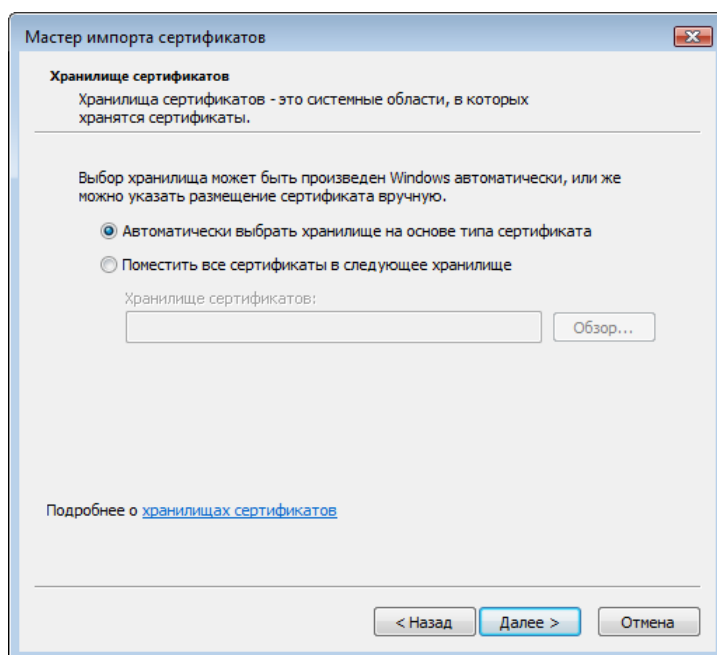 Мастер импорта сертификатов
Хранилище сертификатов
Хранилища сертификатов - это системные области, в которых
хранятся сертификаты.
Выбор хранилища может быть произведен Windows автоматически, или же
можно указать размещение сертификата вручную.
Автоматически выбрать хранилище на основе типа сертификата
Поместить все сертификаты в следующее хранилище
Хранилище сертификатов:
Обзор...
Подробнее о хранилищах сертификатов
< Назад Далее > Отмена